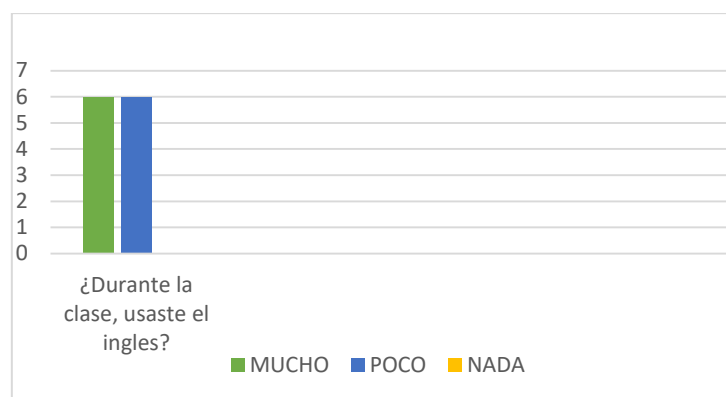 7
6
5
4
3
2
1
0
¿Durante la
clase, usaste el
ingles?
MUCHO POCO NADA